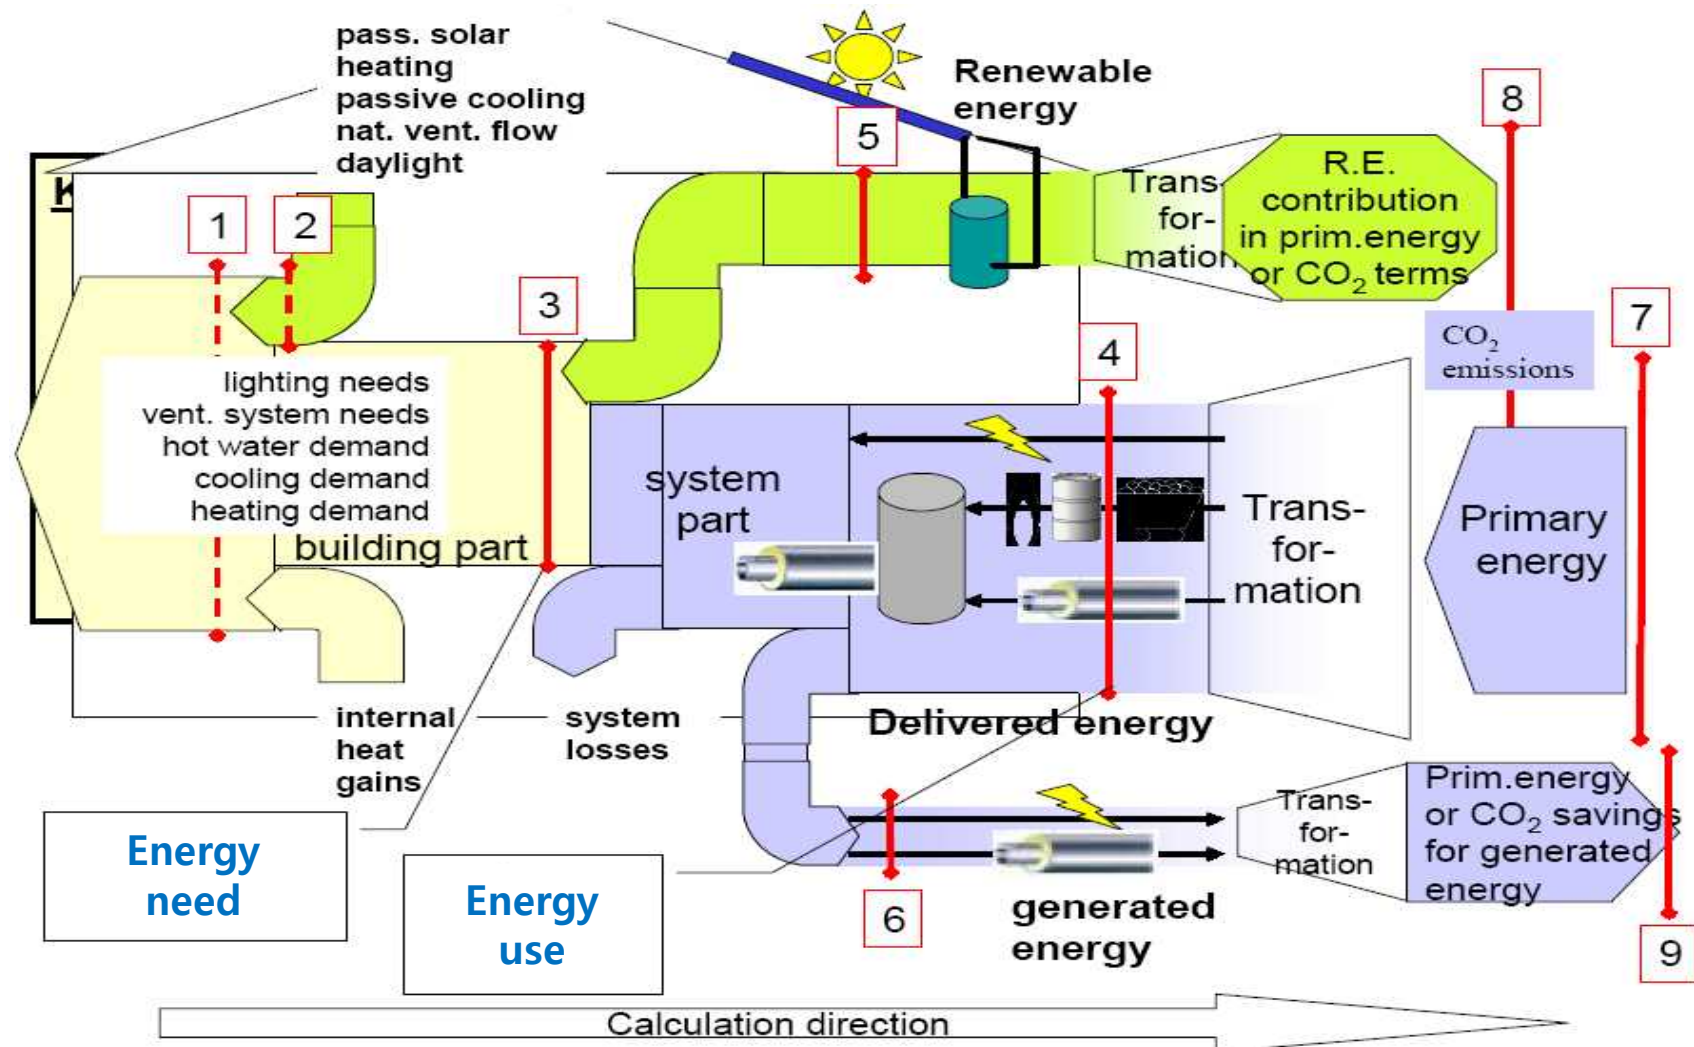 pass. solar
heating
passive cooling
nat. vent. flow
daylight
Renewable
energy
K
1
2
3
4
5
6
7
8
9
Trans-
for-
mation
R.E.
contribution
in prim.energy
or CO₂ terms
CO₂
emissions
lighting needs
vent. system needs
hot water demand
cooling demand
heating demand
building part
system
part
Trans-
for-
mation
Primary
energy
internal
heat
gains
system
losses
Delivered energy
Energy
need
Energy
use
generated
energy
Trans-
for-
mation
Prim.energy
or CO₂ savings
for generated
energy
Calculation direction